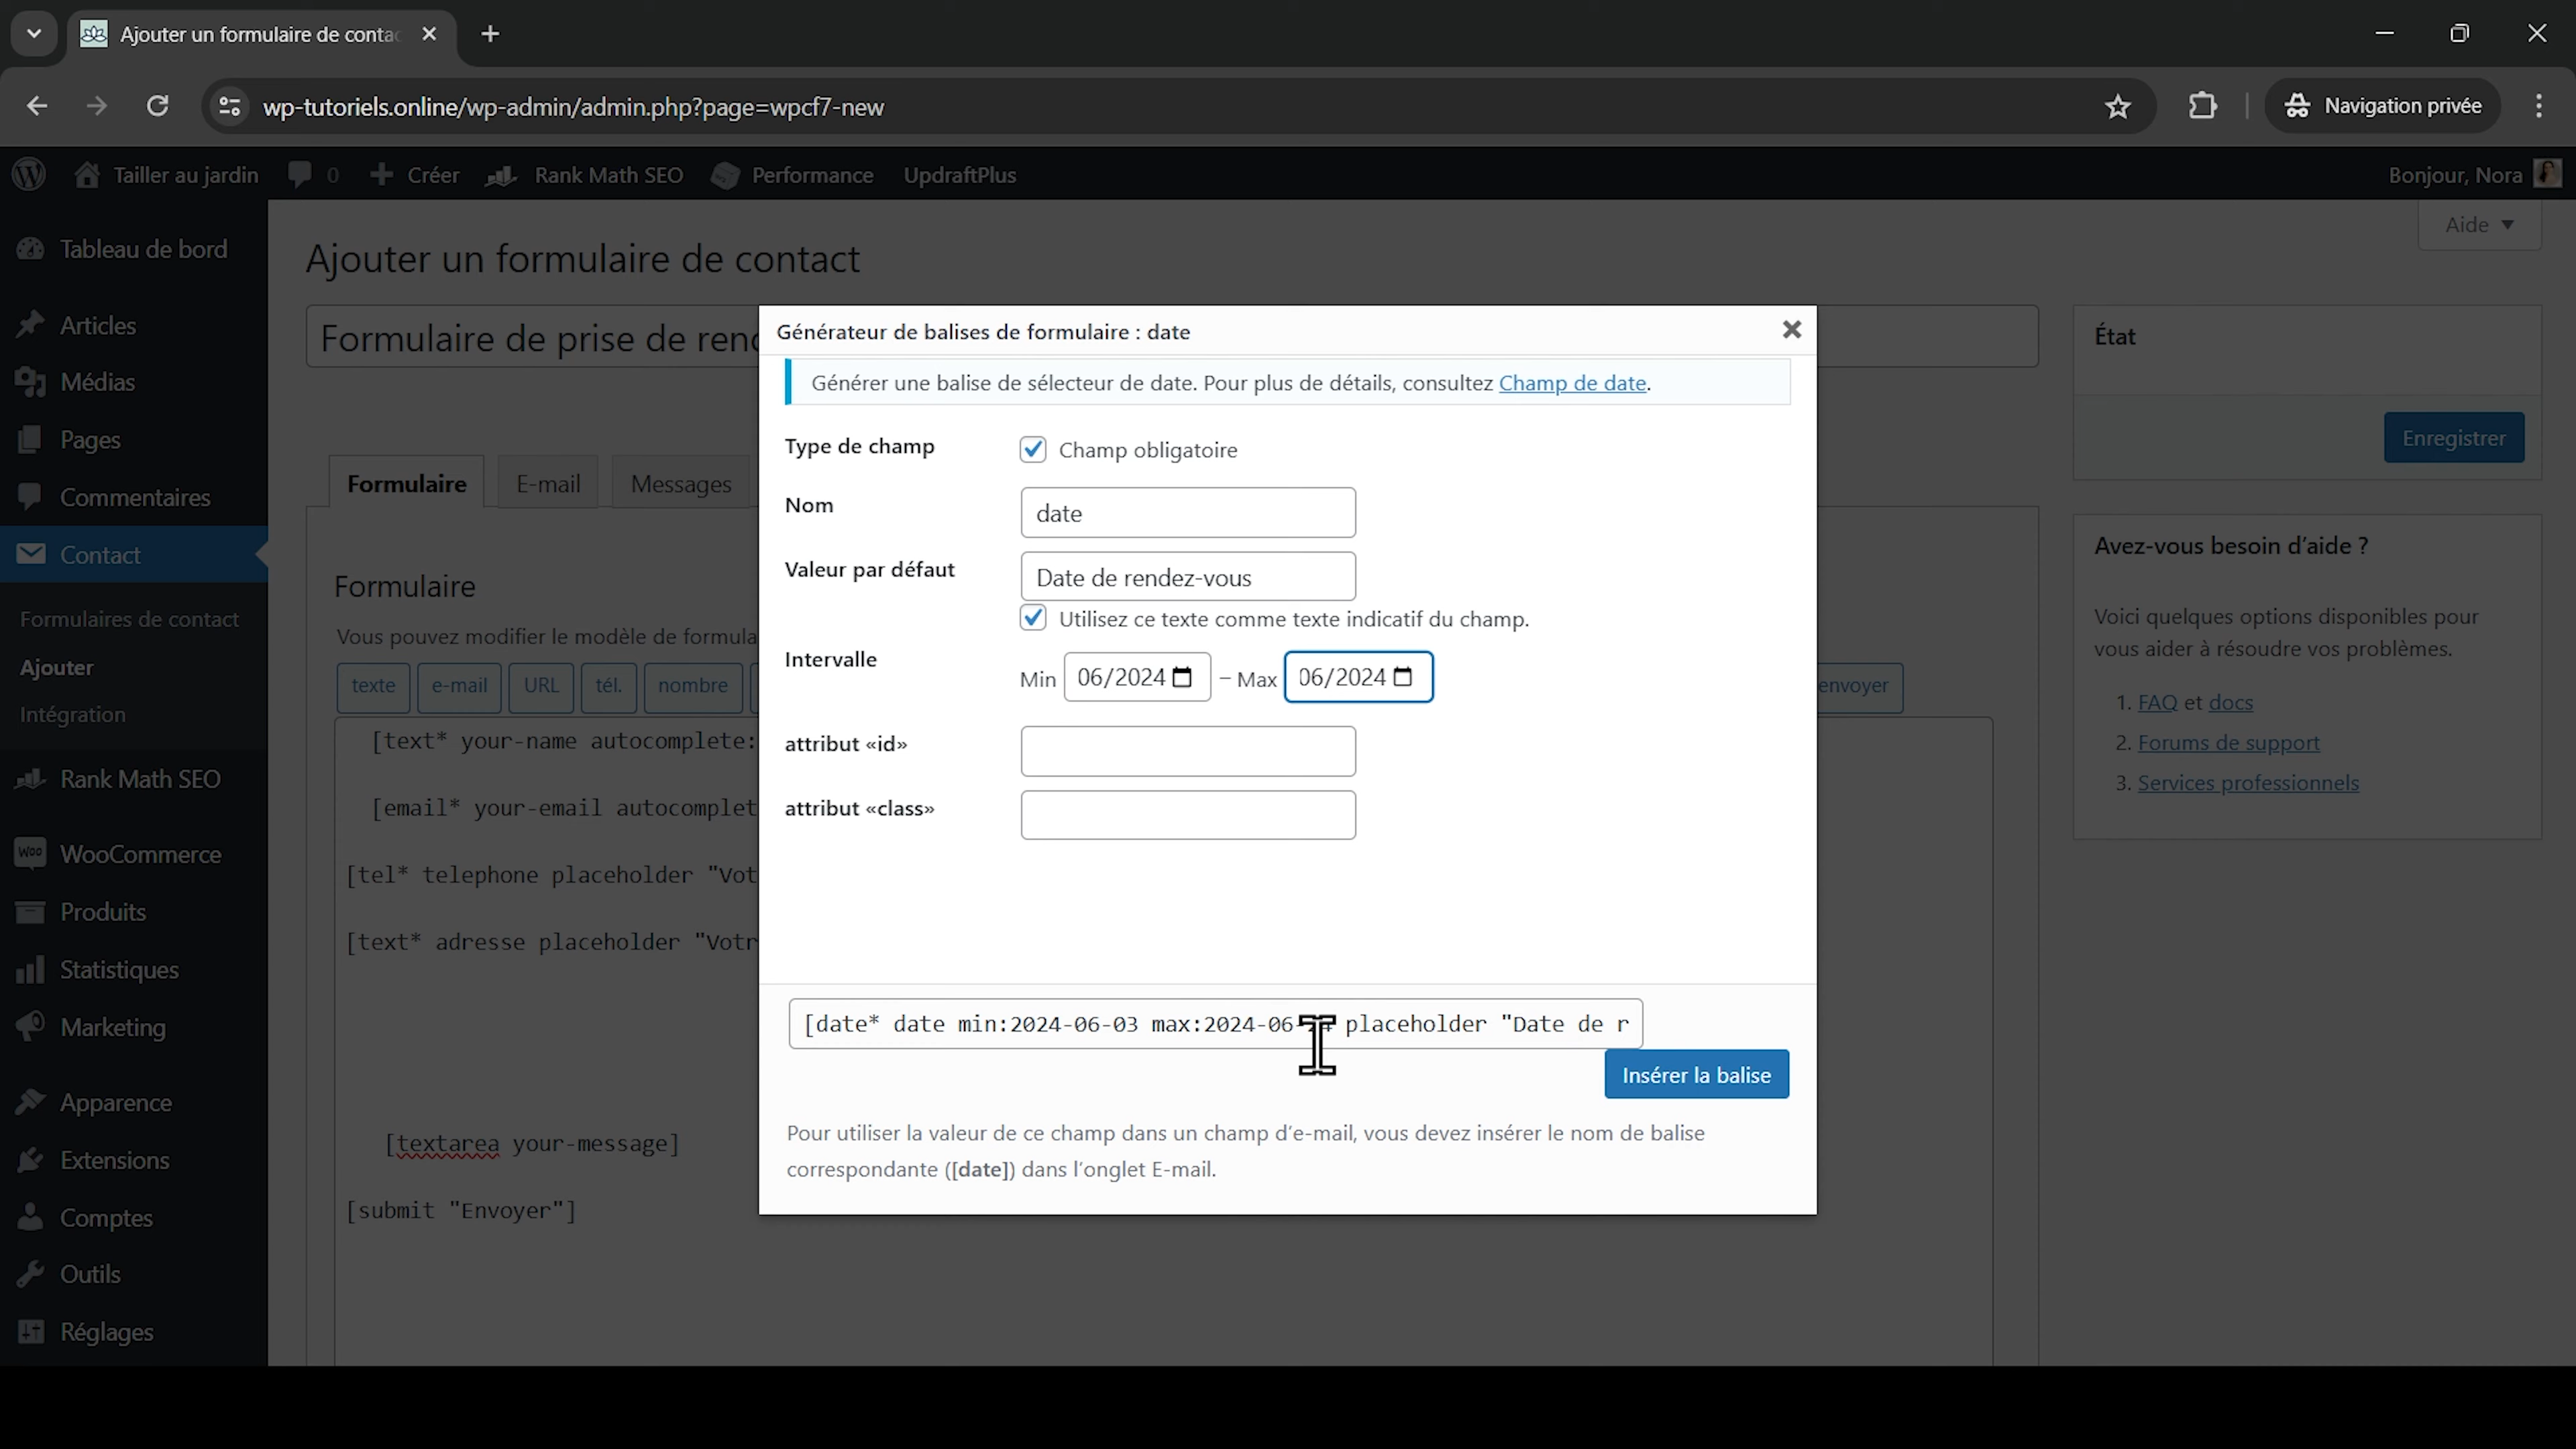 Ajouter un formulaire de conta
wp-tutoriels.online/wp-admin/admin.php?page=wpcf7-new
Navigation privée
Tailler au jardin
0
Créer
Rank Math SEO
Performance
UpdraftPlus
Bonjour, Nora
Aide
Tableau de bord
Articles
Médias
Pages
Commentaires
Contact
Formulaires de contact
Ajouter
Intégration
Rank Math SEO
Woo
WooCommerce
Produits
Statistiques
Marketing
Apparence
Extensions
Comptes
Outils
Réglages
Ajouter un formulaire de contact
Formulaire de prise de
Formulaire
E-mail
Messages
Formulaire
Vous pouvez modifier le modèle de
texte
e-mail
URL
tél.
nombre
envoyer
[text* your-name autocomplete:
[email* your-email
[tel* telephone placeholder
[text* adresse placeholder
[textarea your-message]
[submit "Envoyer"]
Générateur de balises de formulaire : date
Générer une balise de sélecteur de date. Pour plus de détails, consultez Champ de date.
Type de champ
Champ obligatoire
Nom
date
Valeur par défaut
Date de rendez-vous
Utilisez ce texte comme texte indicatif du champ.
Intervalle
Min 06/2024 – Max 06/2024
attribut «id»
attribut «class»
[date* date min:2024-06-03 placeholder "Date de r
Insérer la balise
Pour utiliser la valeur de ce champ dans un champ d'e-mail, vous devez insérer le nom de balise
correspondante ([date]) dans l'onglet E-mail.
État
Enregistrer
Avez-vous besoin d'aide ?
Voici quelques options disponibles pour
vous aider à résoudre vos problèmes.
1. FAQ et docs
2. Forums de support
3. Services professionnels